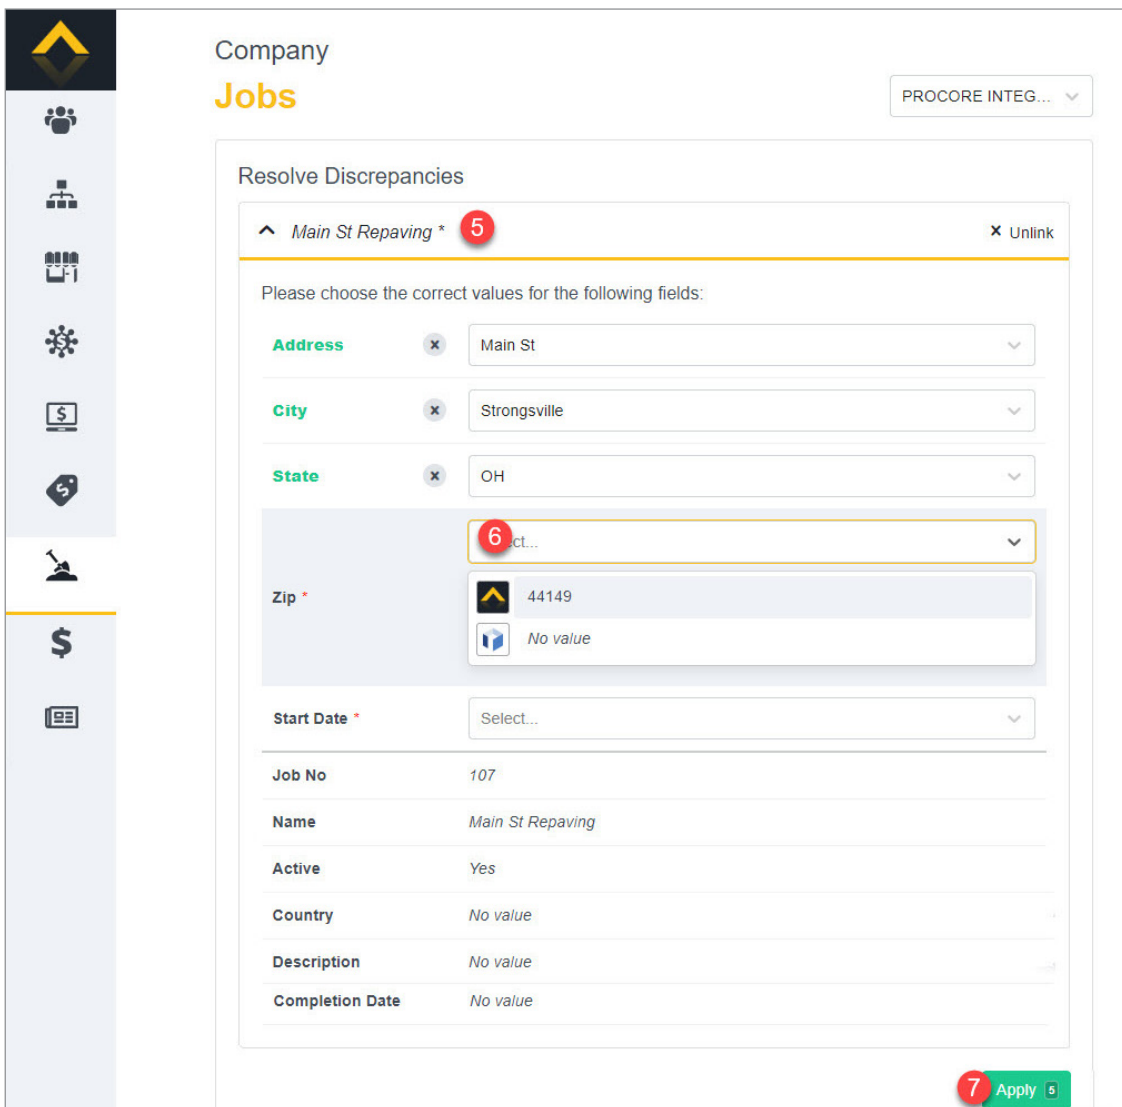 Company
Jobs
PROCORE INTEG...
Resolve Discrepancies
Main St Repaving * 5
× Unlink
Please choose the correct values for the following fields:
Address × Main St
City × Strongsville
State × OH
6 ct...
Zip *
44149
No value
Start Date * Select...
Job No 107
Name Main St Repaving
Active Yes
Country No value
Description No value
Completion Date No value
7 Apply 5